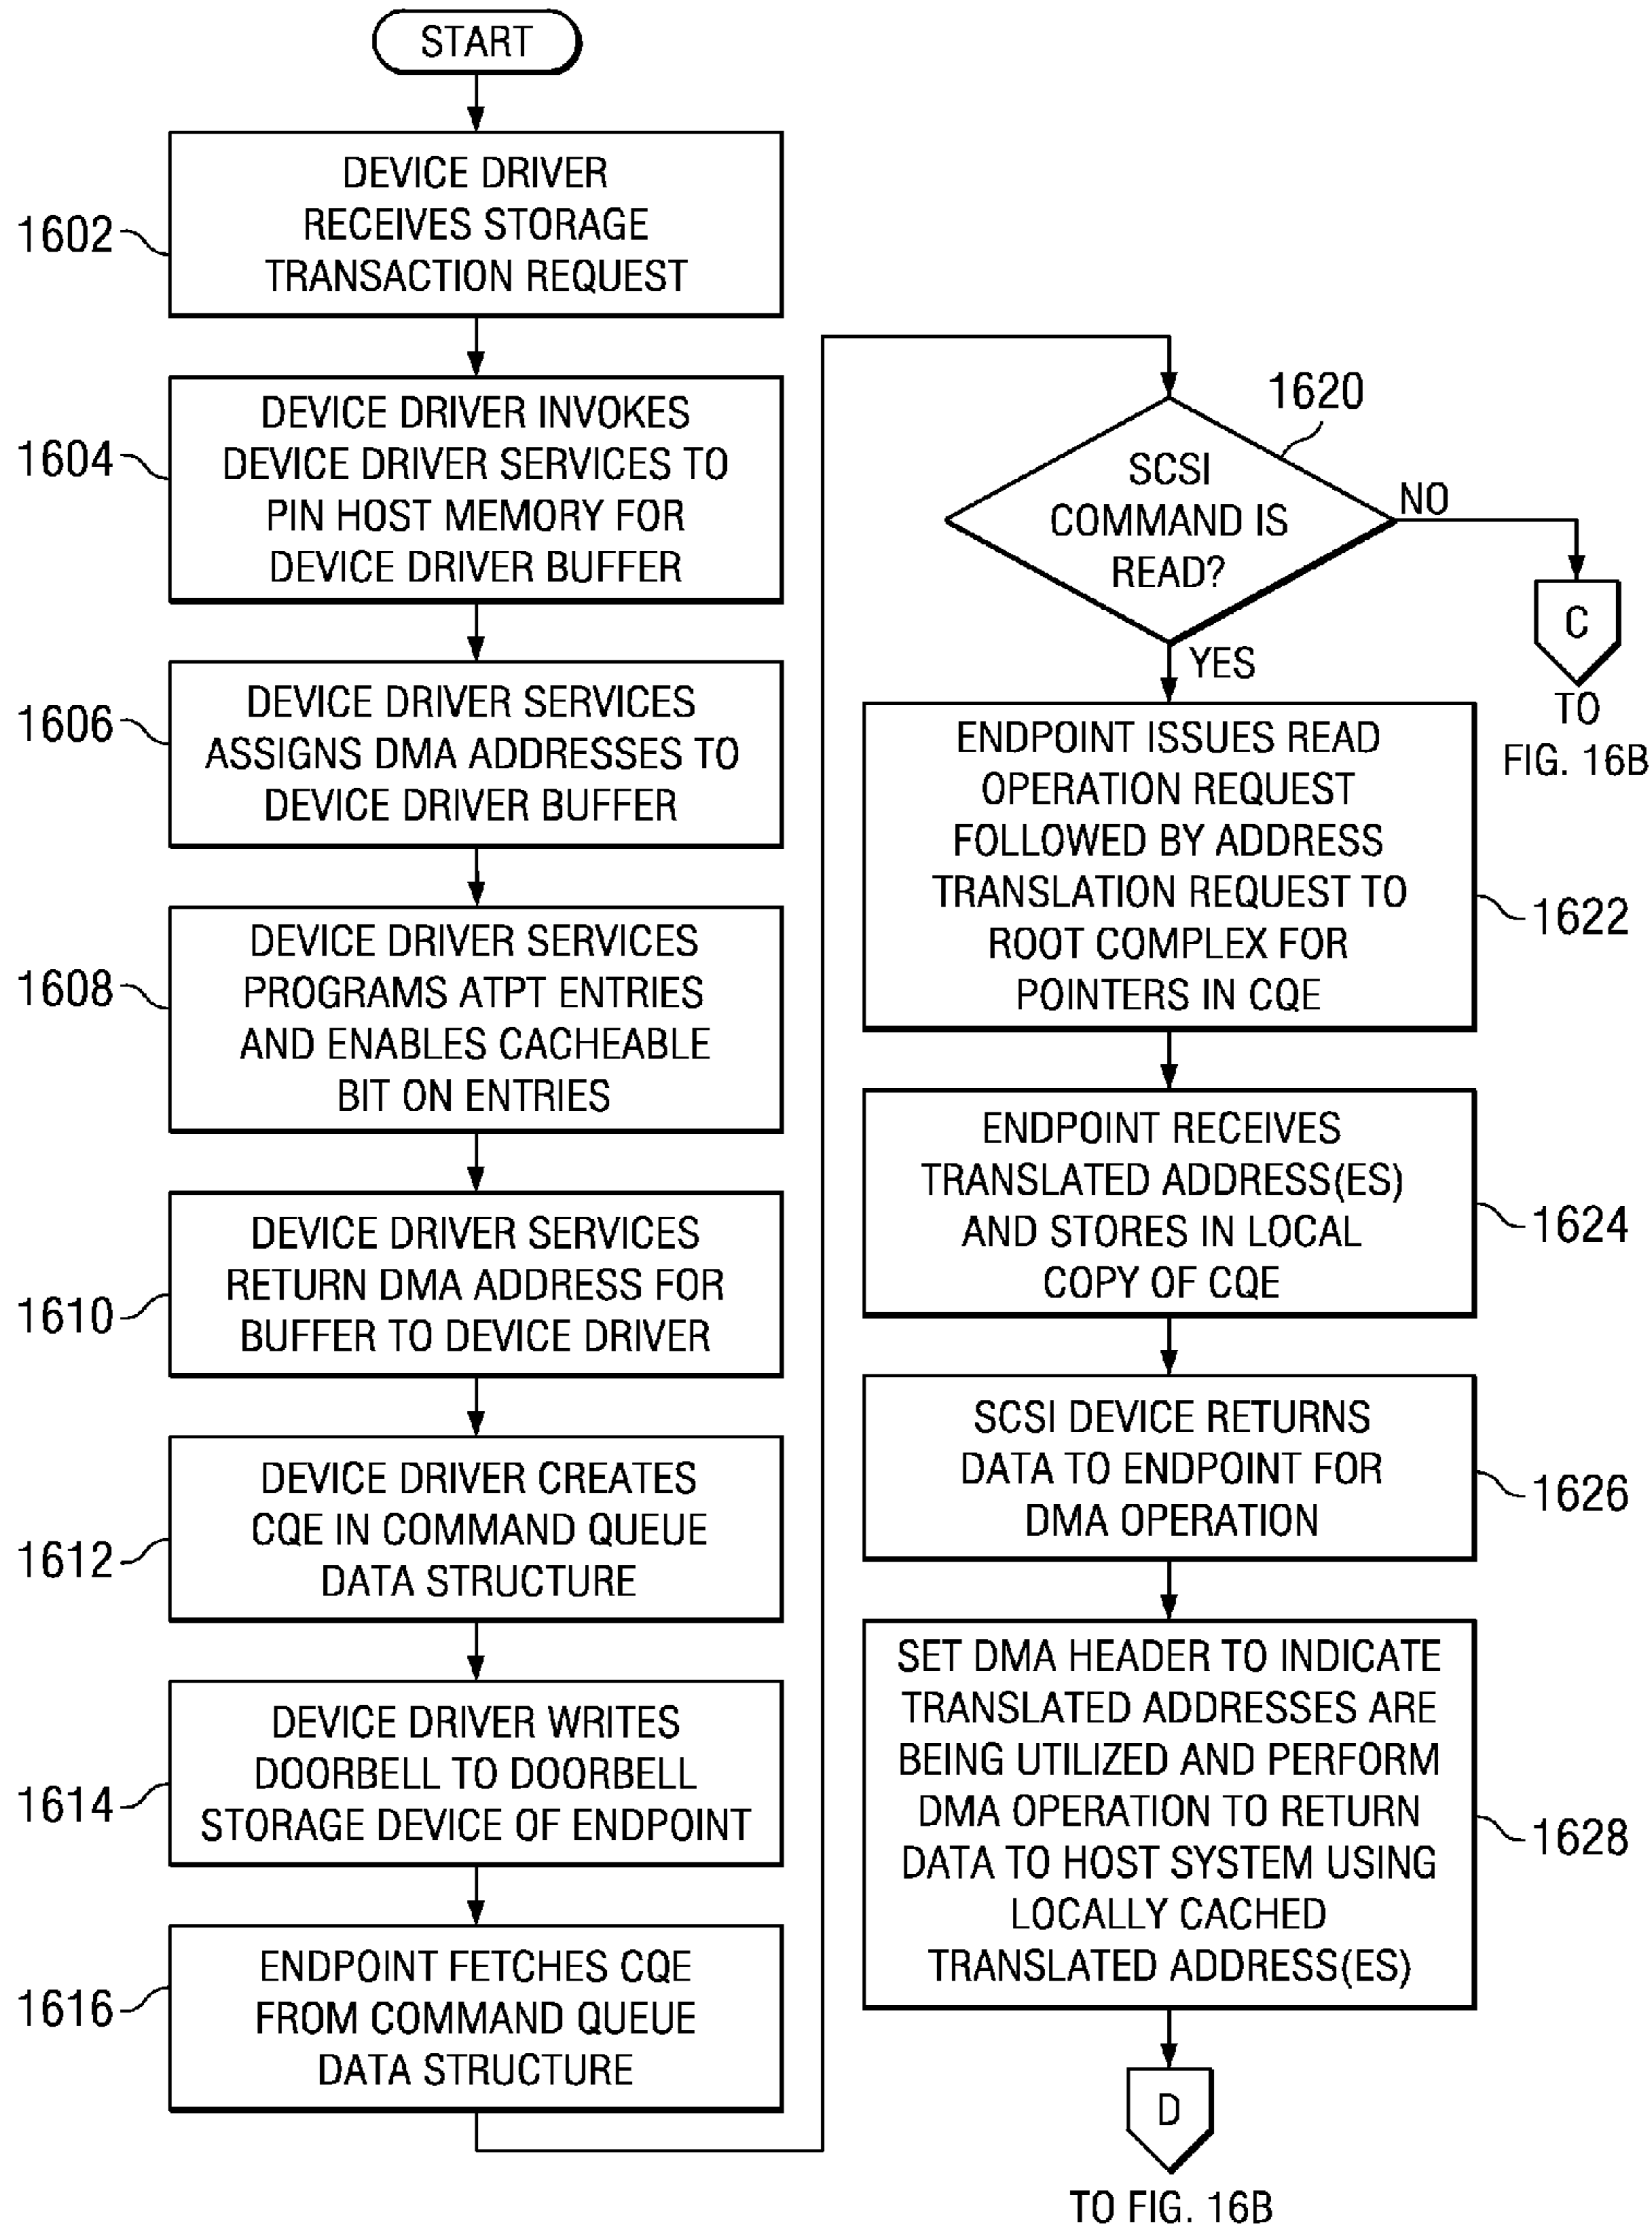 START
1602
DEVICE DRIVER
RECEIVES STORAGE
TRANSACTION REQUEST
1604
DEVICE DRIVER INVOKES
DEVICE DRIVER SERVICES TO
PIN HOST MEMORY FOR
DEVICE DRIVER BUFFER
1606
DEVICE DRIVER SERVICES
ASSIGNS DMA ADDRESSES TO
DEVICE DRIVER BUFFER
1608
DEVICE DRIVER SERVICES
PROGRAMS ATPT ENTRIES
AND ENABLES CACHEABLE
BIT ON ENTRIES
1610
DEVICE DRIVER SERVICES
RETURN DMA ADDRESS FOR
BUFFER TO DEVICE DRIVER
1612
DEVICE DRIVER CREATES
CQE IN COMMAND QUEUE
DATA STRUCTURE
1614
DEVICE DRIVER WRITES
DOORBELL TO DOORBELL
STORAGE DEVICE OF ENDPOINT
1616
ENDPOINT FETCHES CQE
FROM COMMAND QUEUE
DATA STRUCTURE
1620
SCSI
COMMAND IS
READ?
NO
C
TO
FIG. 16B
YES
ENDPOINT ISSUES READ
OPERATION REQUEST
FOLLOWED BY ADDRESS
TRANSLATION REQUEST TO
ROOT COMPLEX FOR
POINTERS IN CQE
1622
ENDPOINT RECEIVES
TRANSLATED ADDRESS(ES)
AND STORES IN LOCAL
COPY OF CQE
1624
SCSI DEVICE RETURNS
DATA TO ENDPOINT FOR
DMA OPERATION
1626
SET DMA HEADER TO INDICATE
TRANSLATED ADDRESSES ARE
BEING UTILIZED AND PERFORM
DMA OPERATION TO RETURN
DATA TO HOST SYSTEM USING
LOCALLY CACHED
TRANSLATED ADDRESS(ES)
1628
D
TO FIG. 16B